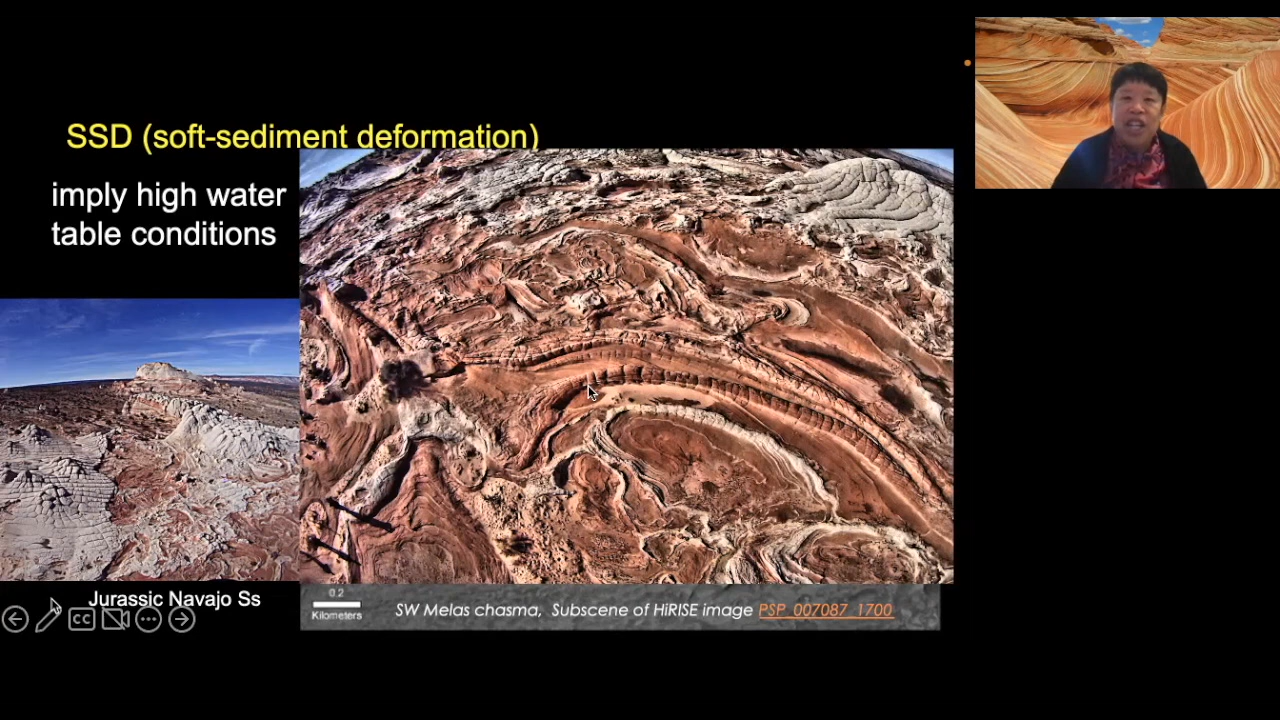 SSD (soft-sediment deformation)
imply high water
table conditions
Jurassic Navajo Ss
CC
0.2
Kilometers
SW Melas chasma, Subscene of HiRISE image PSP_007087_1700